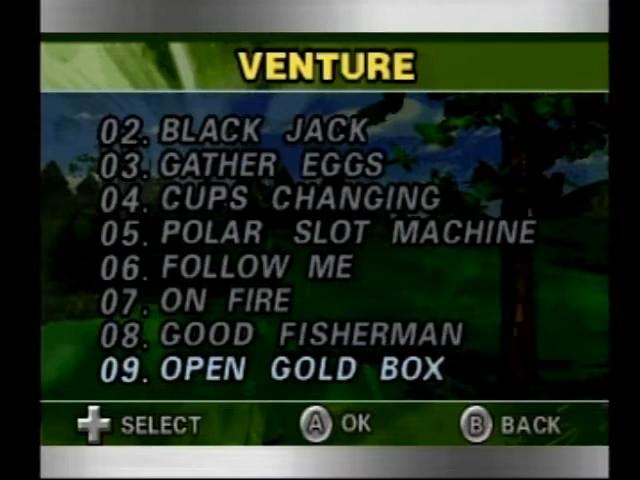 VENTURE
02. BLACK JACK
03. GATHER EGGS
04. CUPS CHANGING
05. POLAR SLOT MACHINE
06. FOLLOW ME
07. ON FIRE
08. GOOD FISHERMAN
09. OPEN GOLD BOX
SELECT A OK B BACK